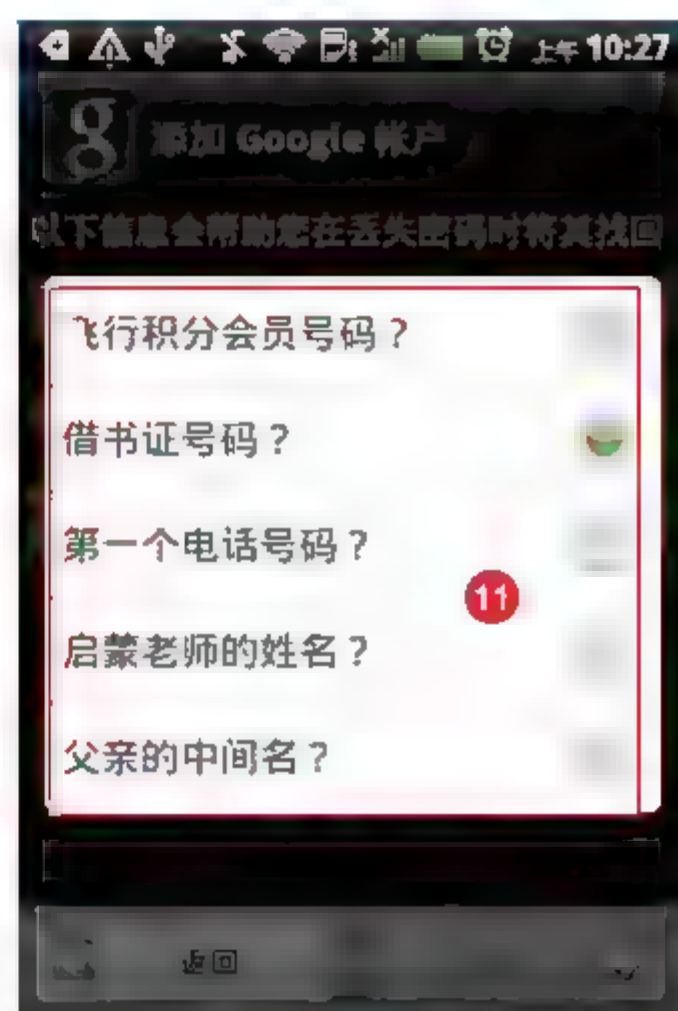 上午 10:27
添加 Google 帐户
以下信息会帮助您在丢失密码时将其找回
飞行积分会员号码？
借书证号码？
第一个电话号码？
11
启蒙老师的姓名？
父亲的中间名？
返回